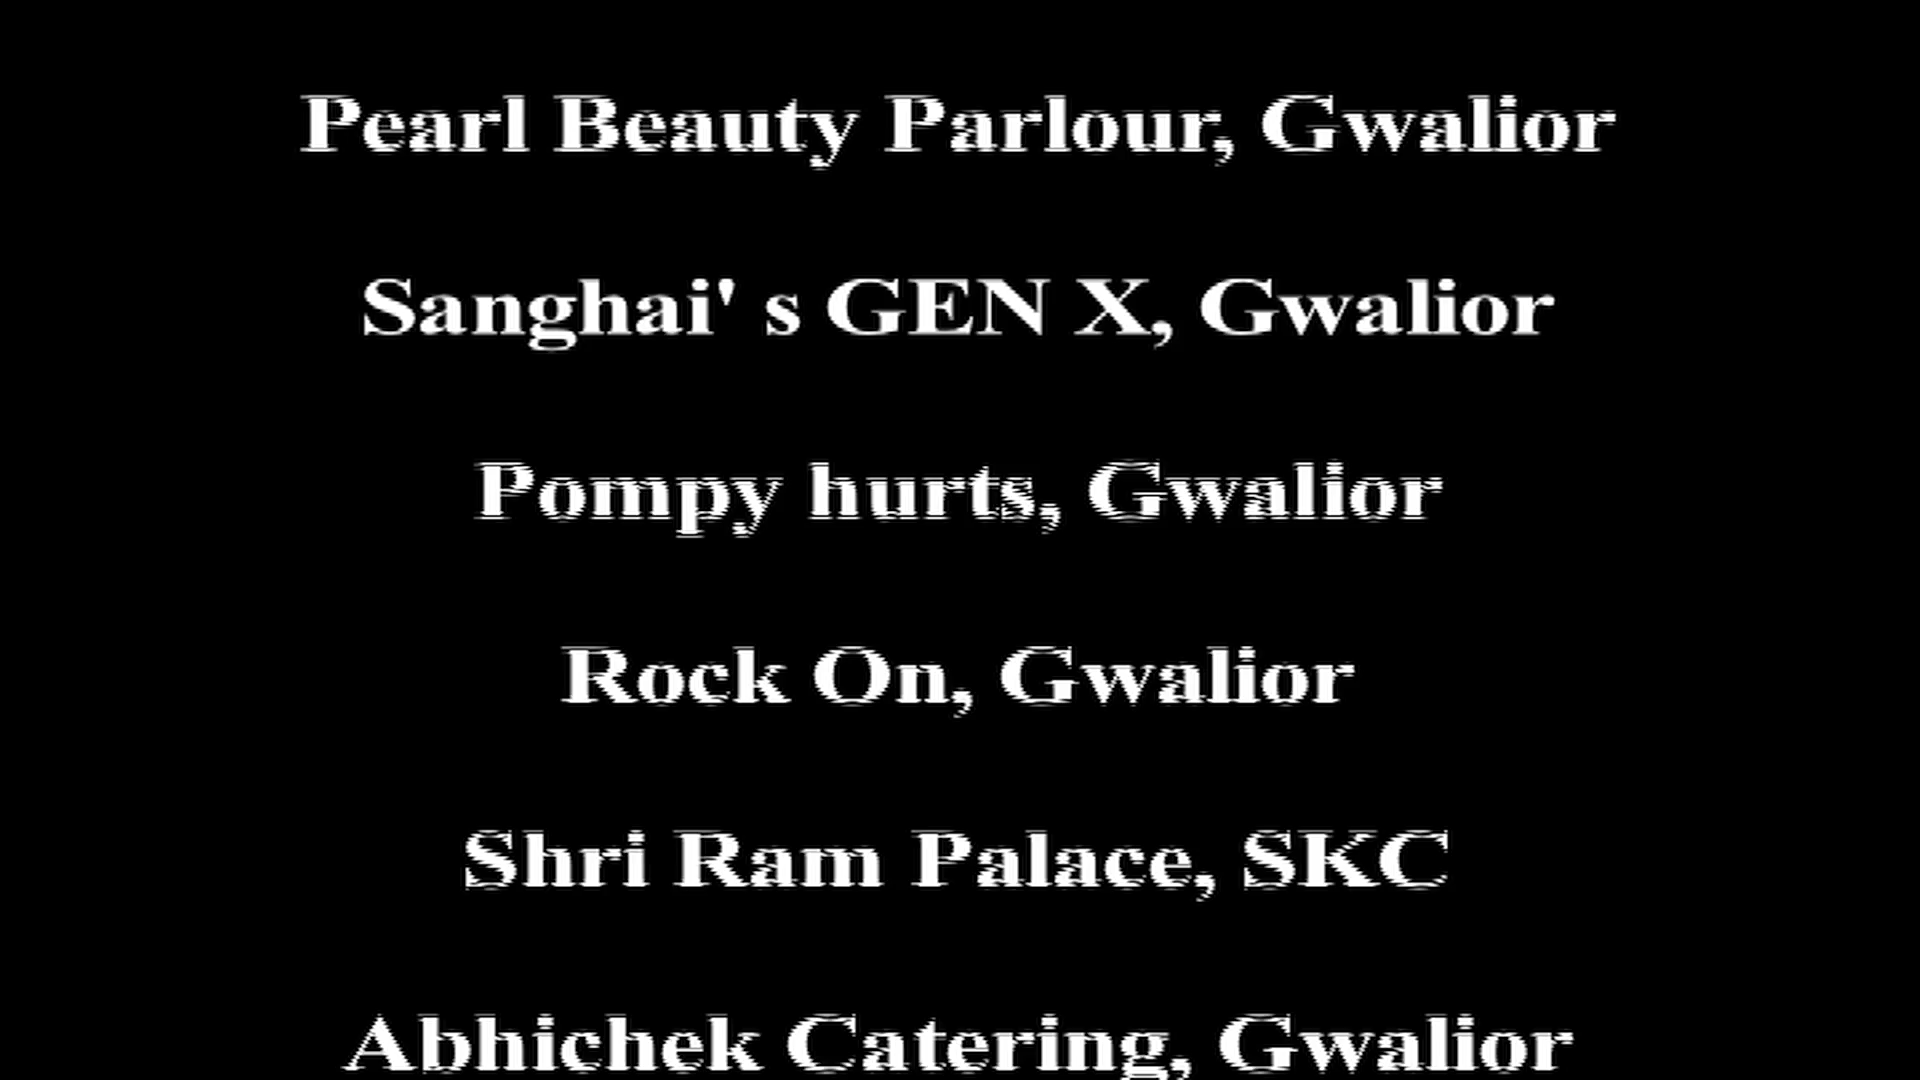 Pearl Beauty Parlour, Gwalior
Sanghai' s GEN X, Gwalior
Pompy hurts, Gwalior
Rock On, Gwalior
Shri Ram Palace, SKC
Abhichek Catering, Gwalior